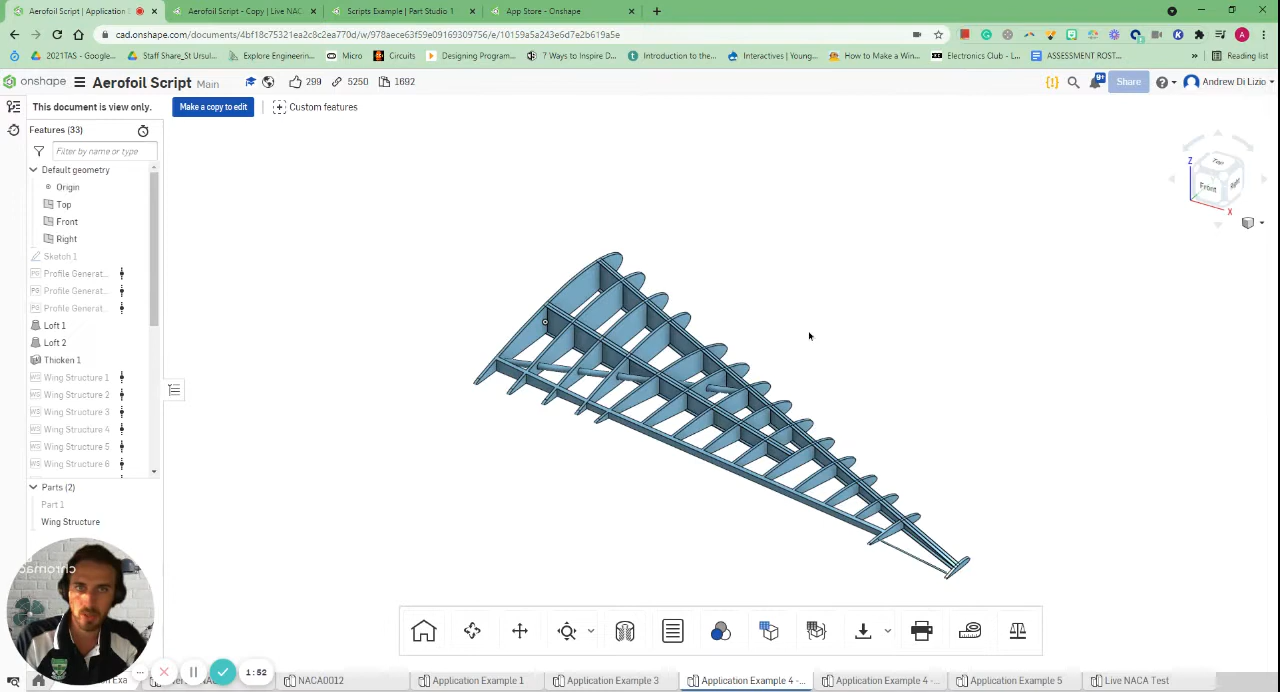 Aerofoil Script | Application
Aerofoil Script - Copy | Live NAC
Scripts Example | Part Studio 1
App Store - Onshape
cad.onshape.com/documents/4bf18c75321ea2c8c2ea770d/w/978aece63f59e09169309756/e/10159a5a243e6d7e2b619a5e
2021TAS - Google...
Staff Share_St Ursul...
Explore Engineerin...
Micro
Circuits
Designing Program...
7 Ways to Inspire D...
Introduction to the...
Interactives | Young...
How to Make a Win...
Electronics Club - L...
ASSESSMENT ROST...
Reading list
onshape
Aerofoil Script Main
299
5250
1692
Share
Andrew Di Lizio
This document is view only.
Make a copy to edit
Custom features
Features (33)
Filter by name or type
Default geometry
Origin
Top
Front
Right
Sketch 1
Profile Generat...
Profile Generat...
Profile Generat...
Loft 1
Loft 2
Thicken 1
Wing Structure 1
Wing Structure 2
Wing Structure 3
Wing Structure 4
Wing Structure 5
Wing Structure 6
Parts (2)
Part 1
Wing Structure
Z
Top
Front
Right
X
1:52
NACA0012
Application Example 1
Application Example 3
Application Example 4 -...
Application Example 4 -...
Application Example 5
Live NACA Test